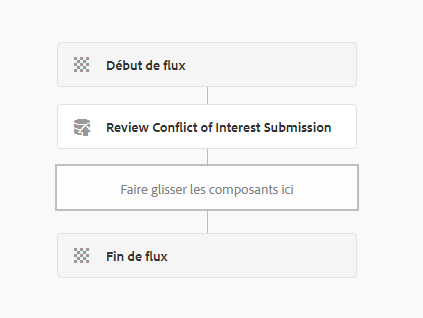 Début de flux
Review Conflict of Interest Submission
Faire glisser les composants ici
Fin de flux